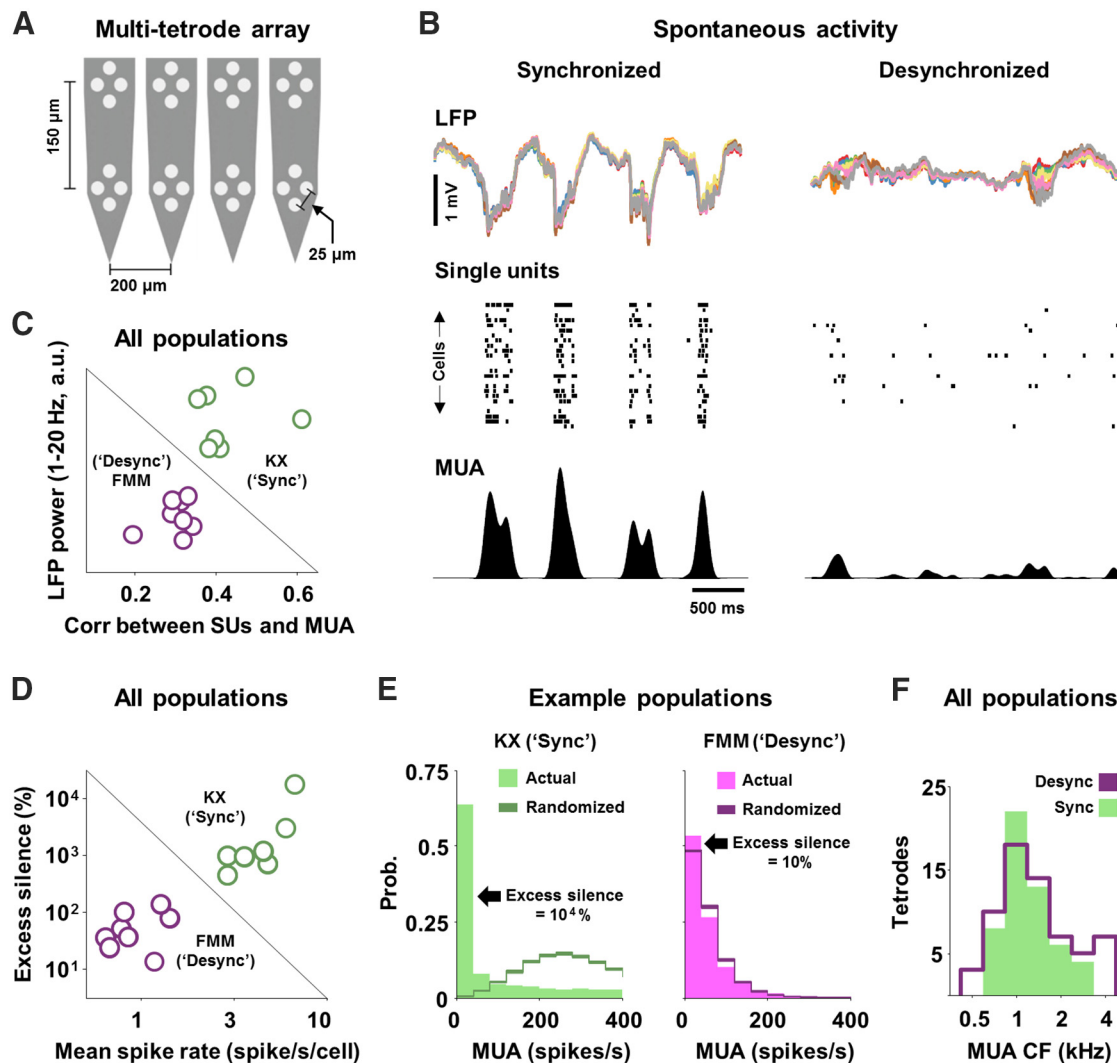 A
Multi-tetrode array
150 µm
200 µm
25 µm
B
Spontaneous activity
Synchronized
Desynchronized
LFP
1 mV
Single units
Cells
MUA
500 ms
C
All populations
LFP power (1-20 Hz, a.u.)
('Desync')
FMM
KX
('Sync')
0.2 0.4 0.6
Corr between SUs and MUA
D
All populations
Excess silence (%)
10⁴
10³
10²
10¹
KX
('Sync')
FMM
('Desync')
1 3 10
Mean spike rate (spike/s/cell)
E
Example populations
KX ('Sync')
Actual
Randomized
Excess silence
= 10⁴%
Prob.
0.75
0.5
0.25
0
0 200 400
MUA (spikes/s)
FMM ('Desync')
Actual
Randomized
Excess silence
= 10%
0 200 400
MUA (spikes/s)
F
All populations
Desync
Sync
Tetrodes
25
15
5
0.5 1 2 4
MUA CF (kHz)